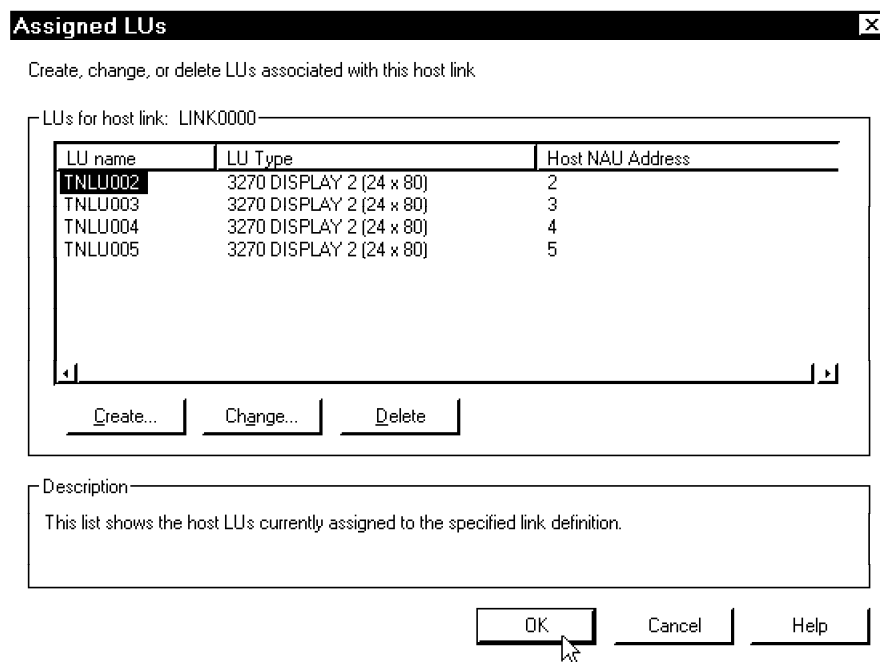 Assigned LUs
Create, change, or delete LUs associated with this host link
LUs for host link: LINK0000
LU name LU Type Host NAU Address
TNLU002 3270 DISPLAY 2 (24 x 80) 2
TNLU003 3270 DISPLAY 2 (24 x 80) 3
TNLU004 3270 DISPLAY 2 (24 x 80) 4
TNLU005 3270 DISPLAY 2 (24 x 80) 5
Create... Change... Delete
Description
This list shows the host LUs currently assigned to the specified link definition.
OK Cancel Help